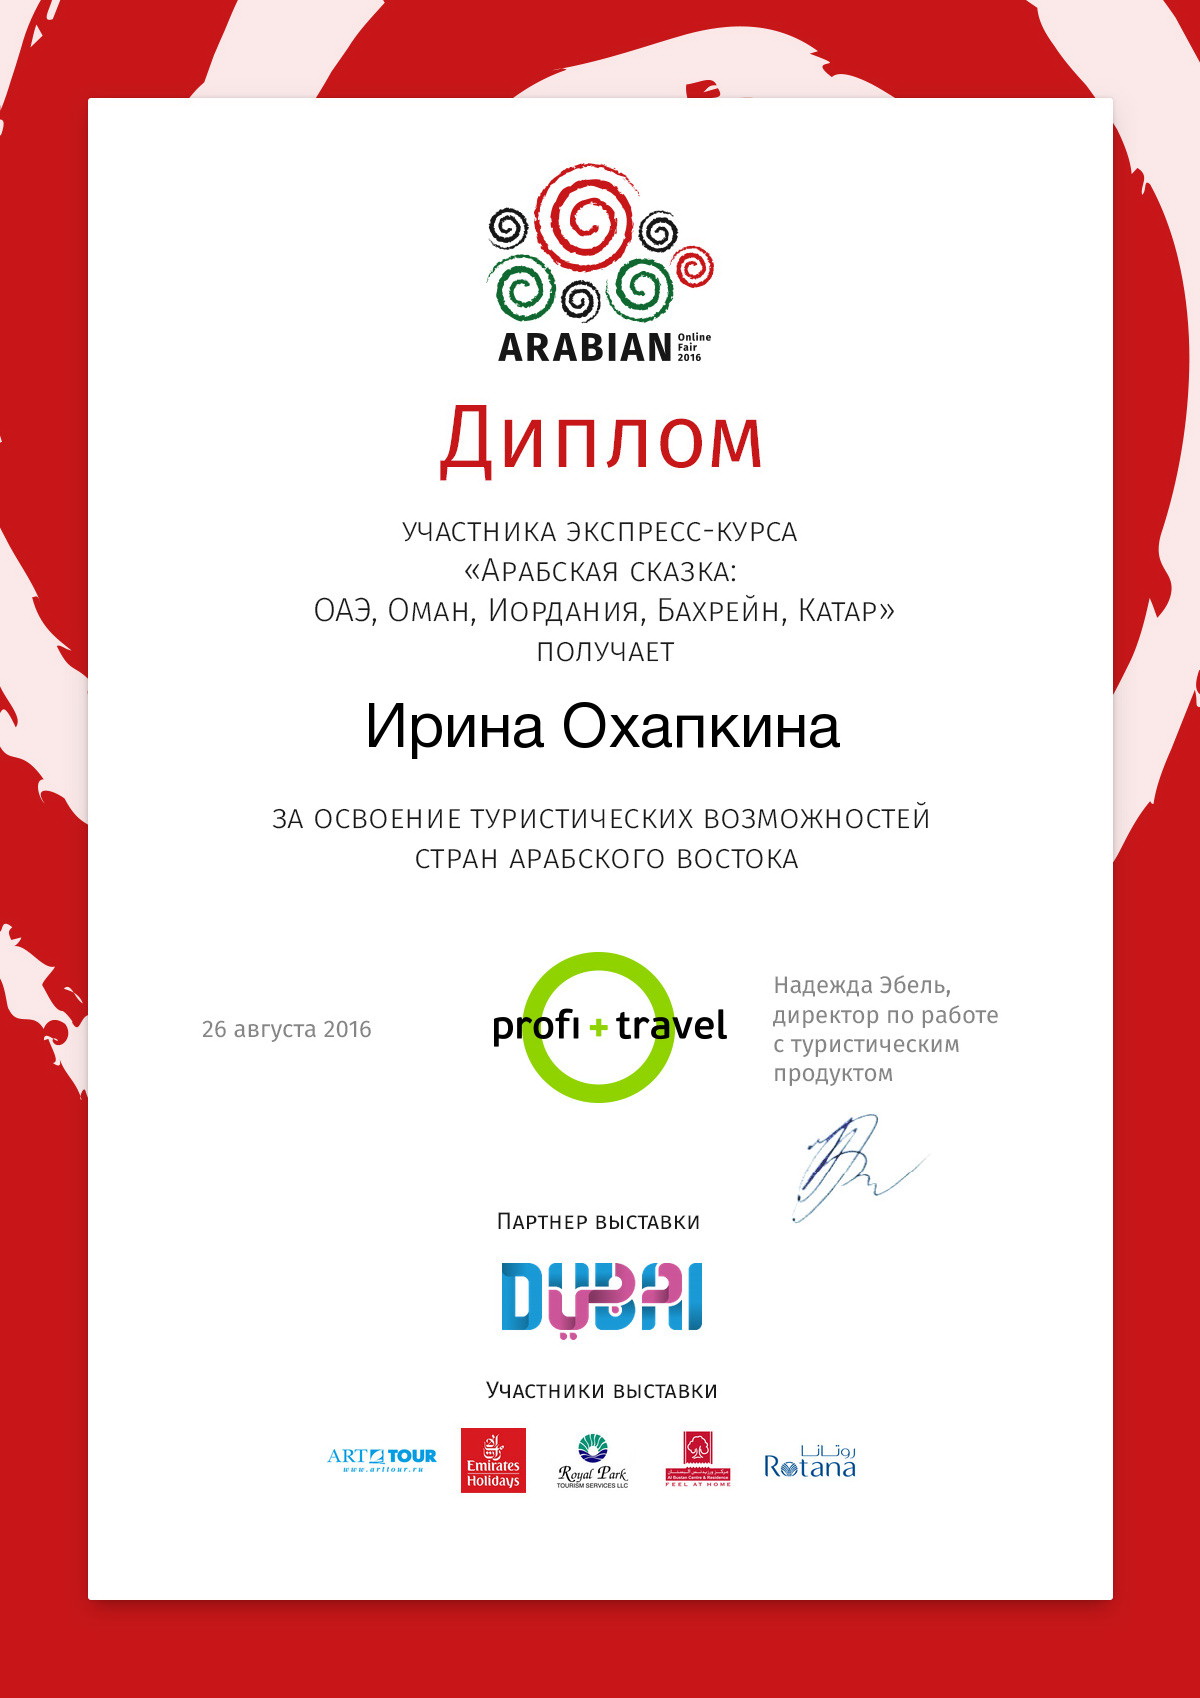 ARABIAN
Online
Fair
2016
Диплом
участника экспресс-курса
«Арабская сказка:
ОАЭ, Оман, Иордания, Бахрейн, Катар»
получает
Ирина Охапкина
за освоение туристических возможностей
стран арабского востока
26 августа 2016
profi + travel
Надежда Эбель,
директор по работе
с туристическим
продуктом
Партнер выставки
DUBAI
Участники выставки
ART TOUR
www.arttour.ru
Emirates
Holidays
Royal Park
TOURISM SERVICES LLC
Al Bustan Centre & Residence
FEEL AT HOME
روتانا
Rotana